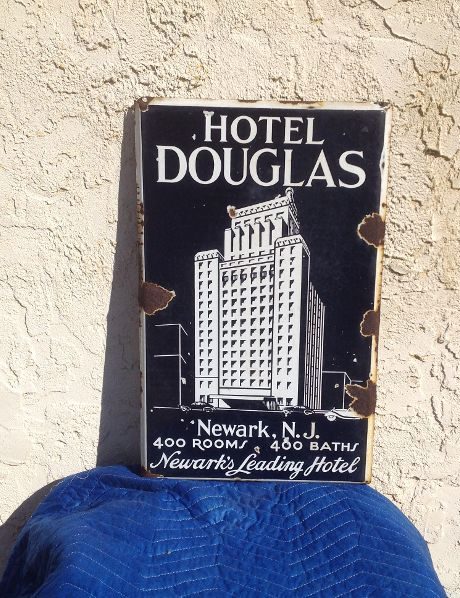 HOTEL
DOUGLAS
Newark, N.J.
400 ROOMS 400 BATHS
Newark's Leading Hotel